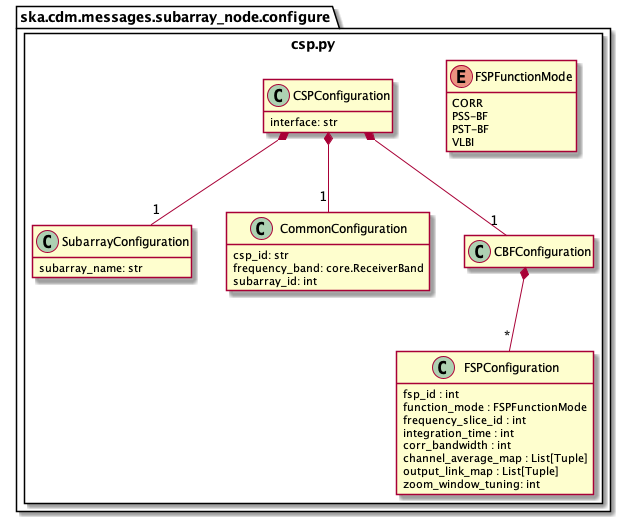 ska.cdm.messages.subarray_node.configure
csp.py
C CSPConfiguration
interface: str
E FSPFunctionMode
CORR
PSS-BF
PST-BF
VLBI
1
1
1
C SubarrayConfiguration
subarray_name: str
C CommonConfiguration
csp_id: str
frequency_band: core.ReceiverBand
subarray_id: int
C CBFConfiguration
*
C FSPConfiguration
fsp_id : int
function_mode : FSPFunctionMode
frequency_slice_id : int
integration_time : int
corr_bandwidth : int
channel_average_map : List[Tuple]
output_link_map : List[Tuple]
zoom_window_tuning: int